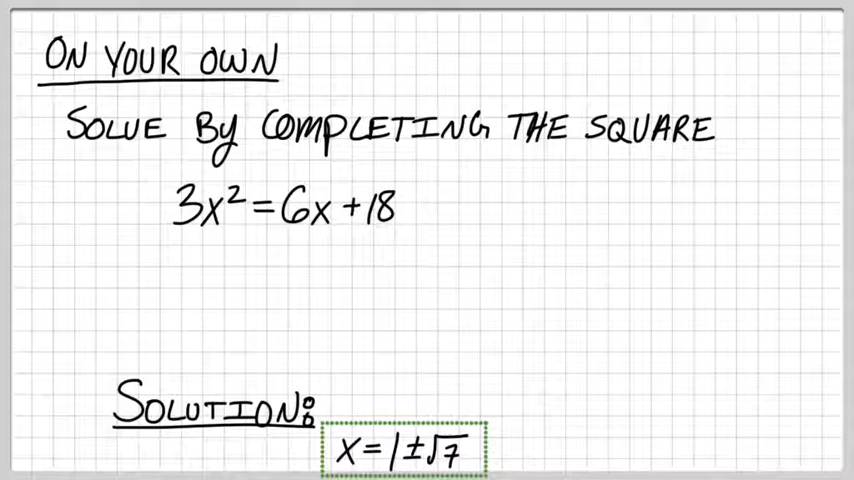 ON YOUR OWN
SOLVE BY COMPLETING THE SQUARE
3x² = 6x + 18
SOLUTION:
x = 1 ± √7